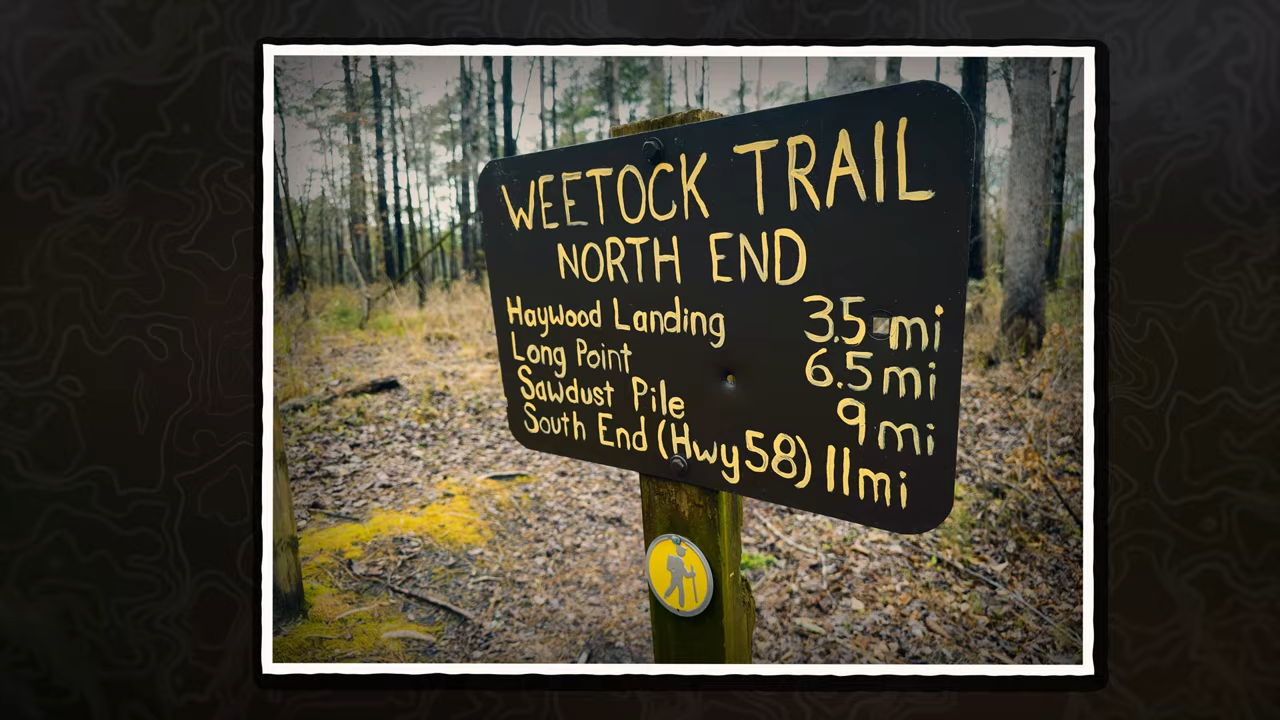 WEETOCK TRAIL
NORTH END
Haywood Landing 3.5 mi
Long Point 6.5 mi
Sawdust Pile 9 mi
South End (Hwy 58) 11 mi